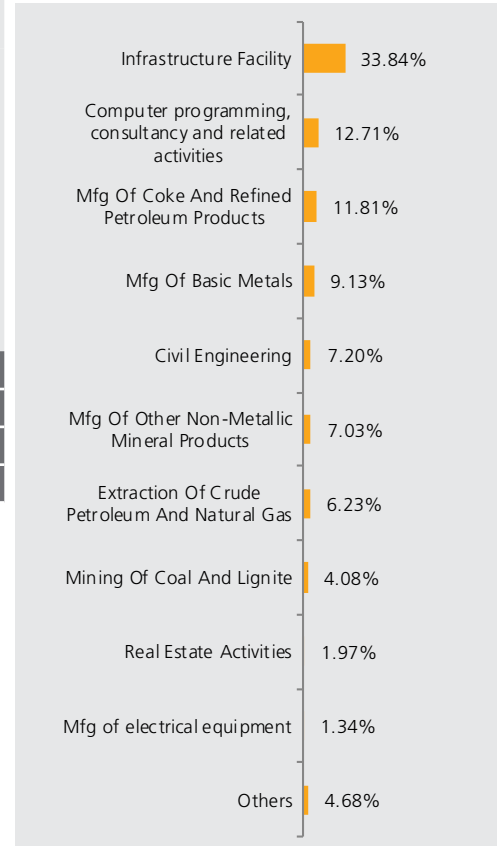 Infrastructure Facility 33.84%
Computer programming,
consultancy and related
activities 12.71%
Mfg Of Coke And Refined
Petroleum Products 11.81%
Mfg Of Basic Metals 9.13%
Civil Engineering 7.20%
Mfg Of Other Non-Metallic
Mineral Products 7.03%
Extraction Of Crude
Petroleum And Natural Gas 6.23%
Mining Of Coal And Lignite 4.08%
Real Estate Activities 1.97%
Mfg of electrical equipment 1.34%
Others 4.68%